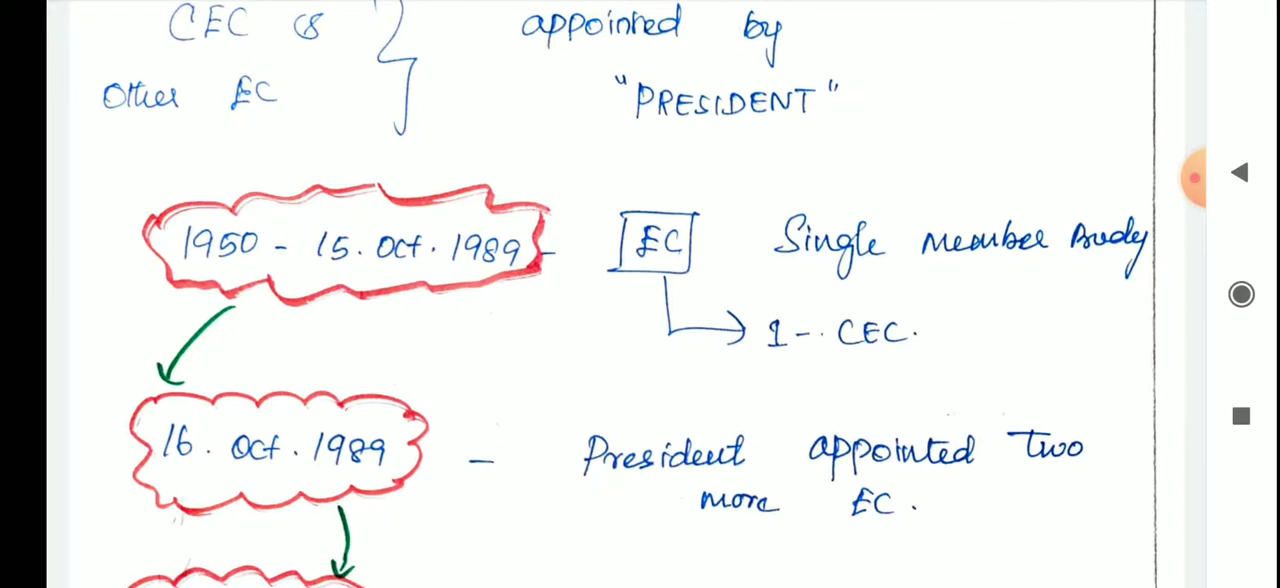 CEC &
appointed by
Other EC
"PRESIDENT"
1950 - 15. Oct. 1989 - EC Single member Body
1 - . CEC.
16. Oct. 1989 - President appointed two
more EC.